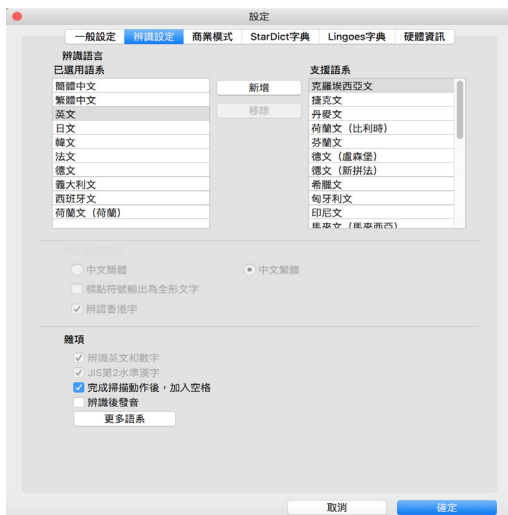 設定
一般設定 辨識設定 商業模式 StarDict字典 Lingoes字典 硬體資訊
辨識語言
已選用語系
支援語系
簡體中文
繁體中文
英文
日文
韓文
法文
德文
義大利文
西班牙文
荷蘭文（荷蘭）
新增
移除
克羅埃西亞文
捷克文
丹麥文
荷蘭文（比利時）
芬蘭文
德文（盧森堡）
德文（新拼法）
希臘文
匈牙利文
印尼文
馬來文（馬來西亞）
中文簡體
中文繁體
標點符號輸出為全形文字
辨認香港字
雜項
辨識英文和數字
JIS第2水準漢字
完成掃描動作後，加入空格
辨識後發音
更多語系
取消
確定